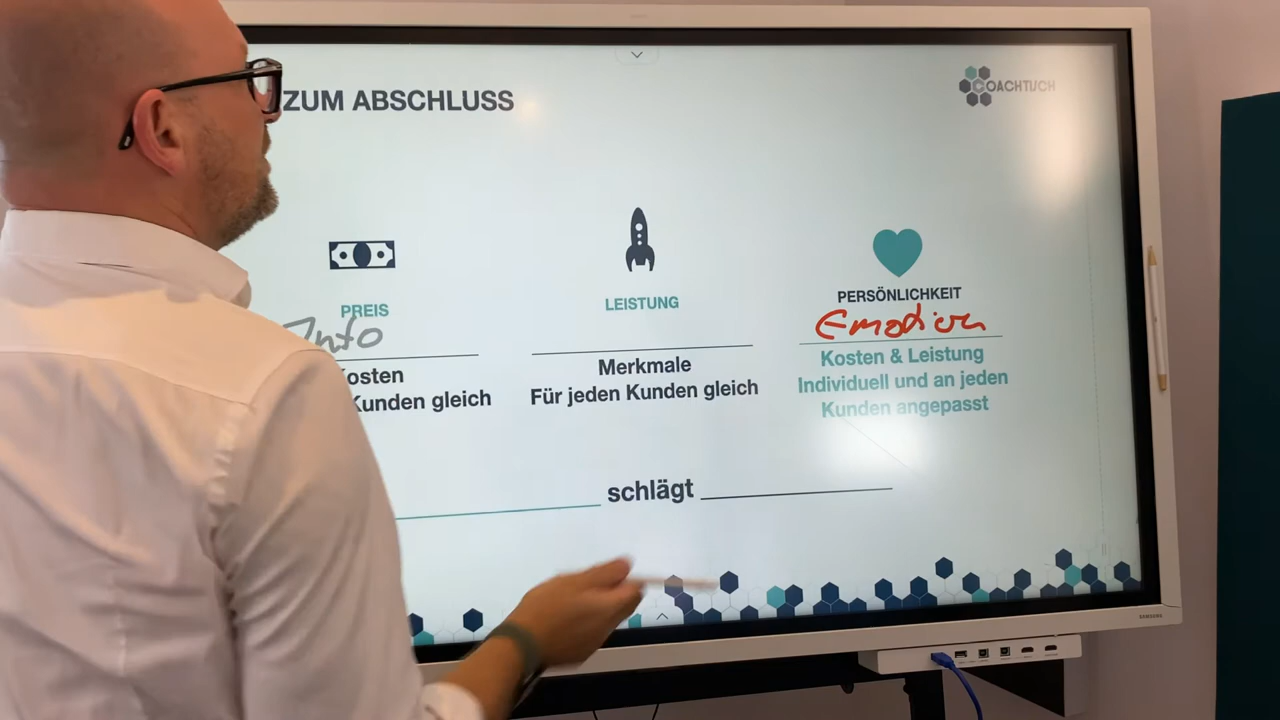 ZUM ABSCHLUSS
COACHTUCH
PREIS
Info
osten
Kunden gleich
LEISTUNG
Merkmale
Für jeden Kunden gleich
PERSÖNLICHKEIT
Emotion
Kosten & Leistung
Individuell und an jeden
Kunden angepasst
schlägt
SAMSUNG